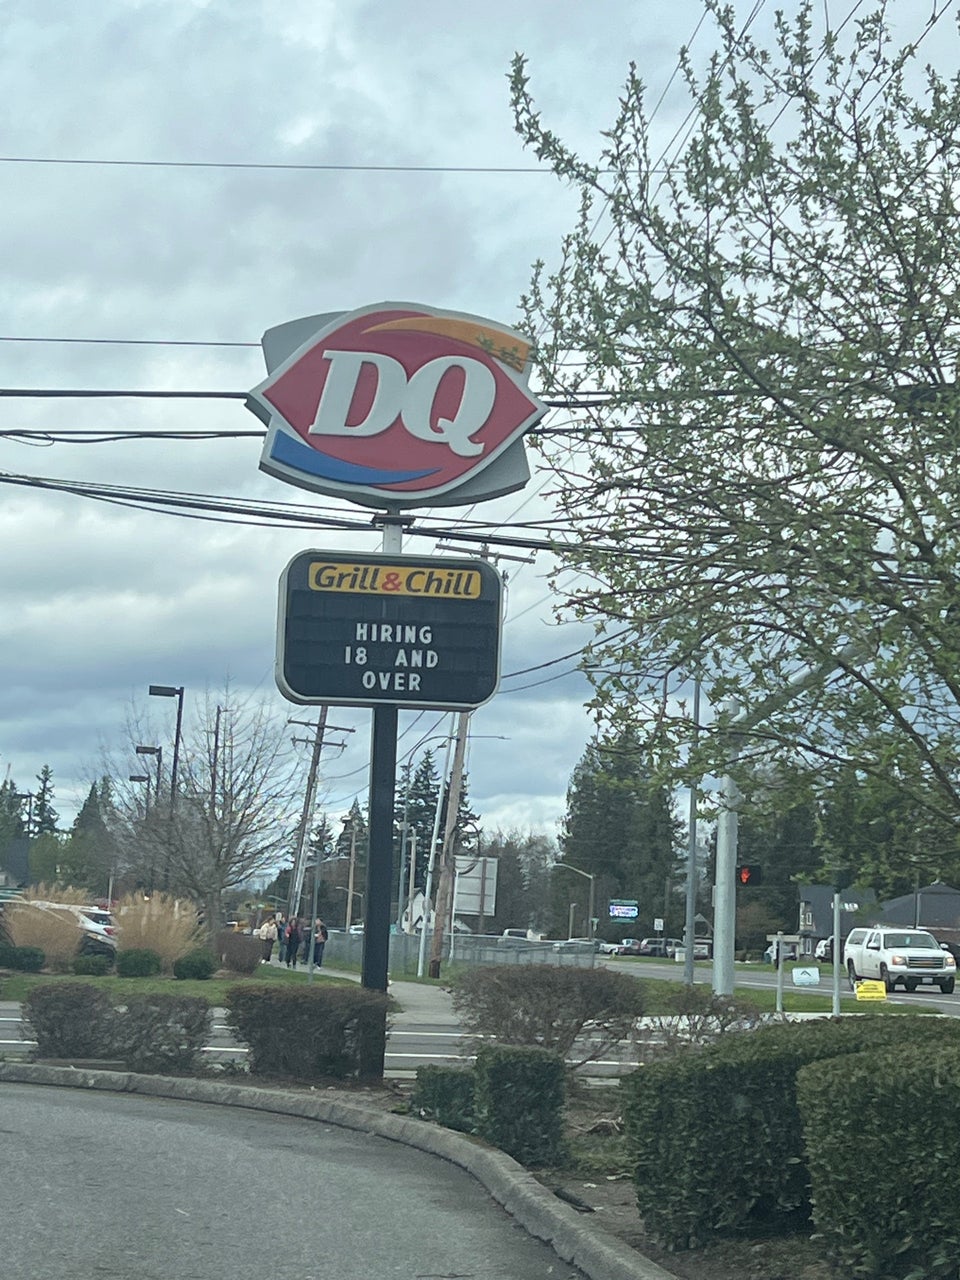 DQ
Grill & Chill
HIRING
18 AND
OVER